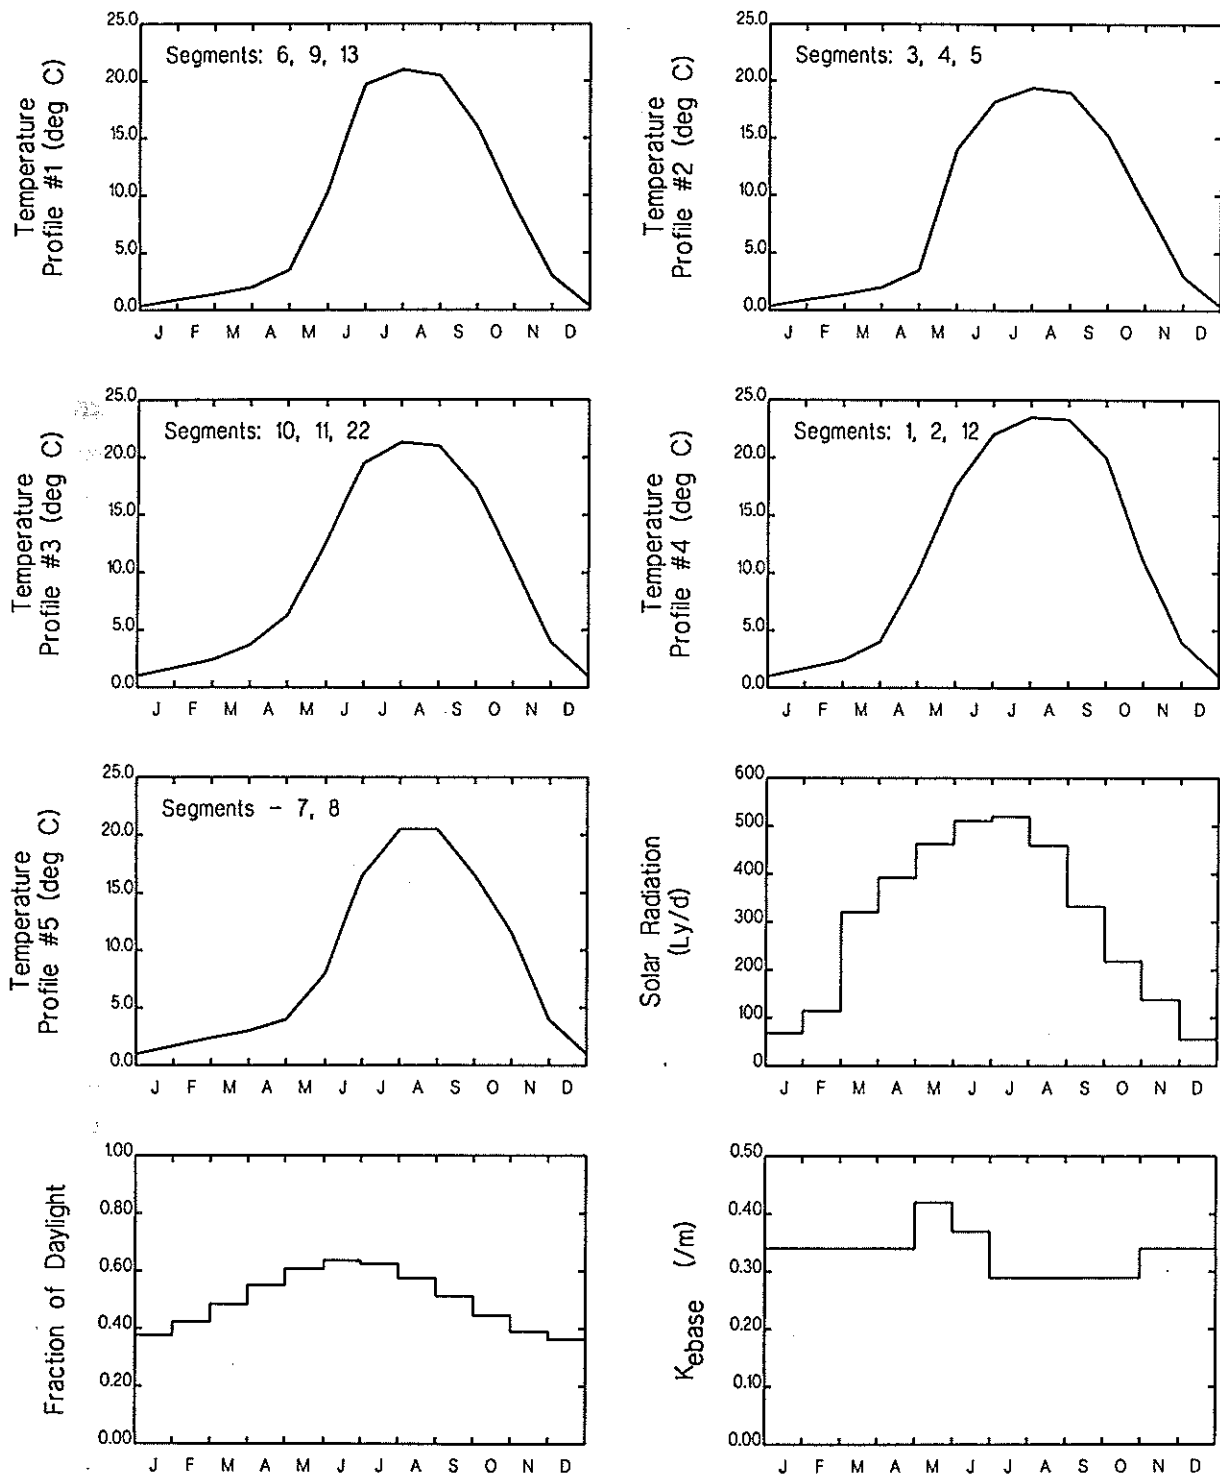 Temperature
Profile #1 (deg C)
25.0
20.0
15.0
10.0
5.0
0.0
Segments: 6, 9, 13
J F M A M J J A S O N D
Temperature
Profile #2 (deg C)
25.0
20.0
15.0
10.0
5.0
0.0
Segments: 3, 4, 5
J F M A M J J A S O N D
Temperature
Profile #3 (deg C)
25.0
20.0
15.0
10.0
5.0
0.0
Segments: 10, 11, 22
J F M A M J J A S O N D
Temperature
Profile #4 (deg C)
25.0
20.0
15.0
10.0
5.0
0.0
Segments: 1, 2, 12
J F M A M J J A S O N D
Temperature
Profile #5 (deg C)
25.0
20.0
15.0
10.0
5.0
0.0
Segments - 7, 8
J F M A M J J A S O N D
Solar Radiation
(Ly/d)
600
500
400
300
200
100
0
J F M A M J J A S O N D
Fraction of Daylight
1.00
0.80
0.60
0.40
0.20
0.00
J F M A M J J A S O N D
Kebase (/m)
0.50
0.40
0.30
0.20
0.10
0.00
J F M A M J J A S O N D